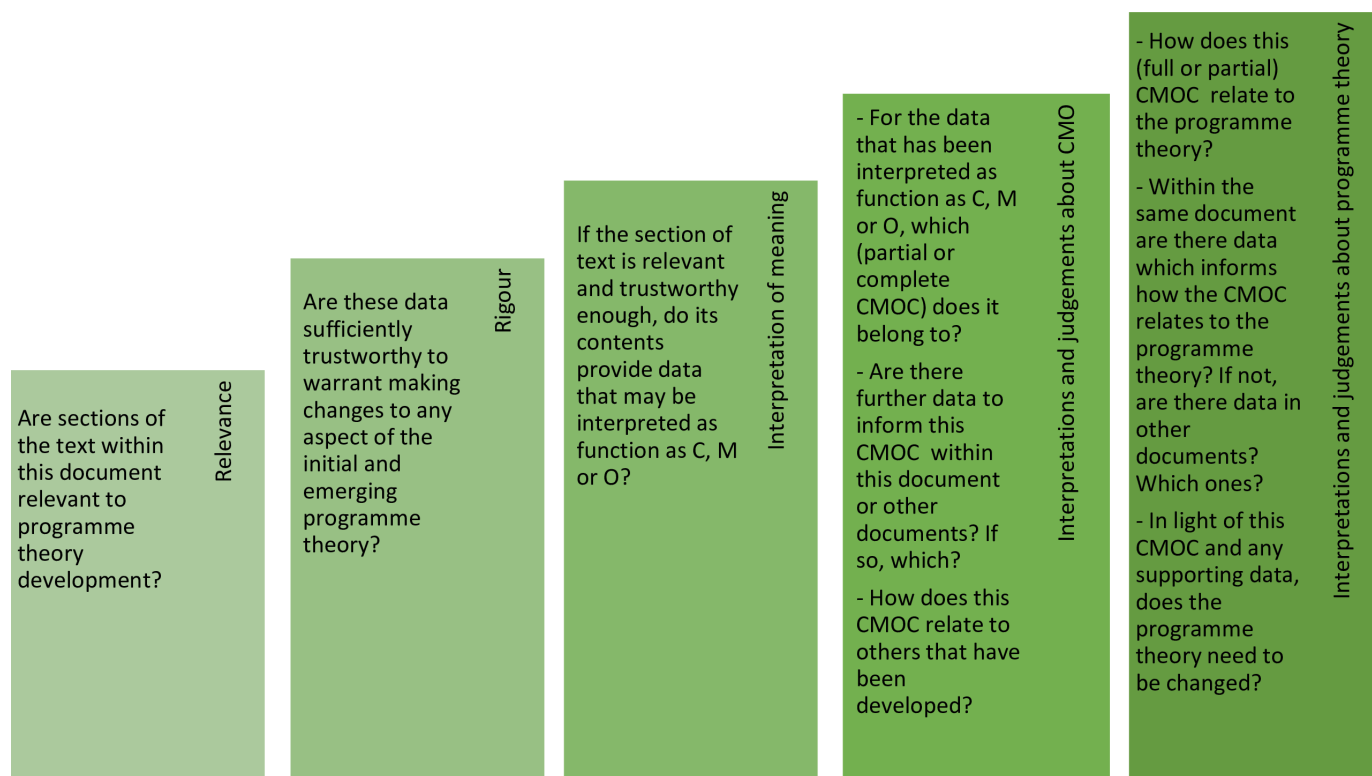 Relevance
Are sections of
the text within
this document
relevant to
programme
theory
development?
Rigour
Are these data
sufficiently
trustworthy to
warrant making
changes to any
aspect of the
initial and
emerging
programme
theory?
Interpretation of meaning
If the section of
text is relevant
and trustworthy
enough, do its
contents
provide data
that may be
interpreted as
function as C, M
or O?
Interpretations and judgements about CMO
- For the data
that has been
interpreted as
function as C, M
or O, which
(partial or
complete
CMOC) does it
belong to?
- Are there
further data to
inform this
CMOC within
this document
or other
documents? If
so, which?
- How does this
CMOC relate to
others that have
been
developed?
Interpretations and judgements about programme theory
- How does this
(full or partial)
CMOC relate to
the programme
theory?
- Within the
same document
are there data
which informs
how the CMOC
relates to the
programme
theory? If not,
are there data in
other
documents?
Which ones?
- In light of this
CMOC and any
supporting data,
does the
programme
theory need to
be changed?